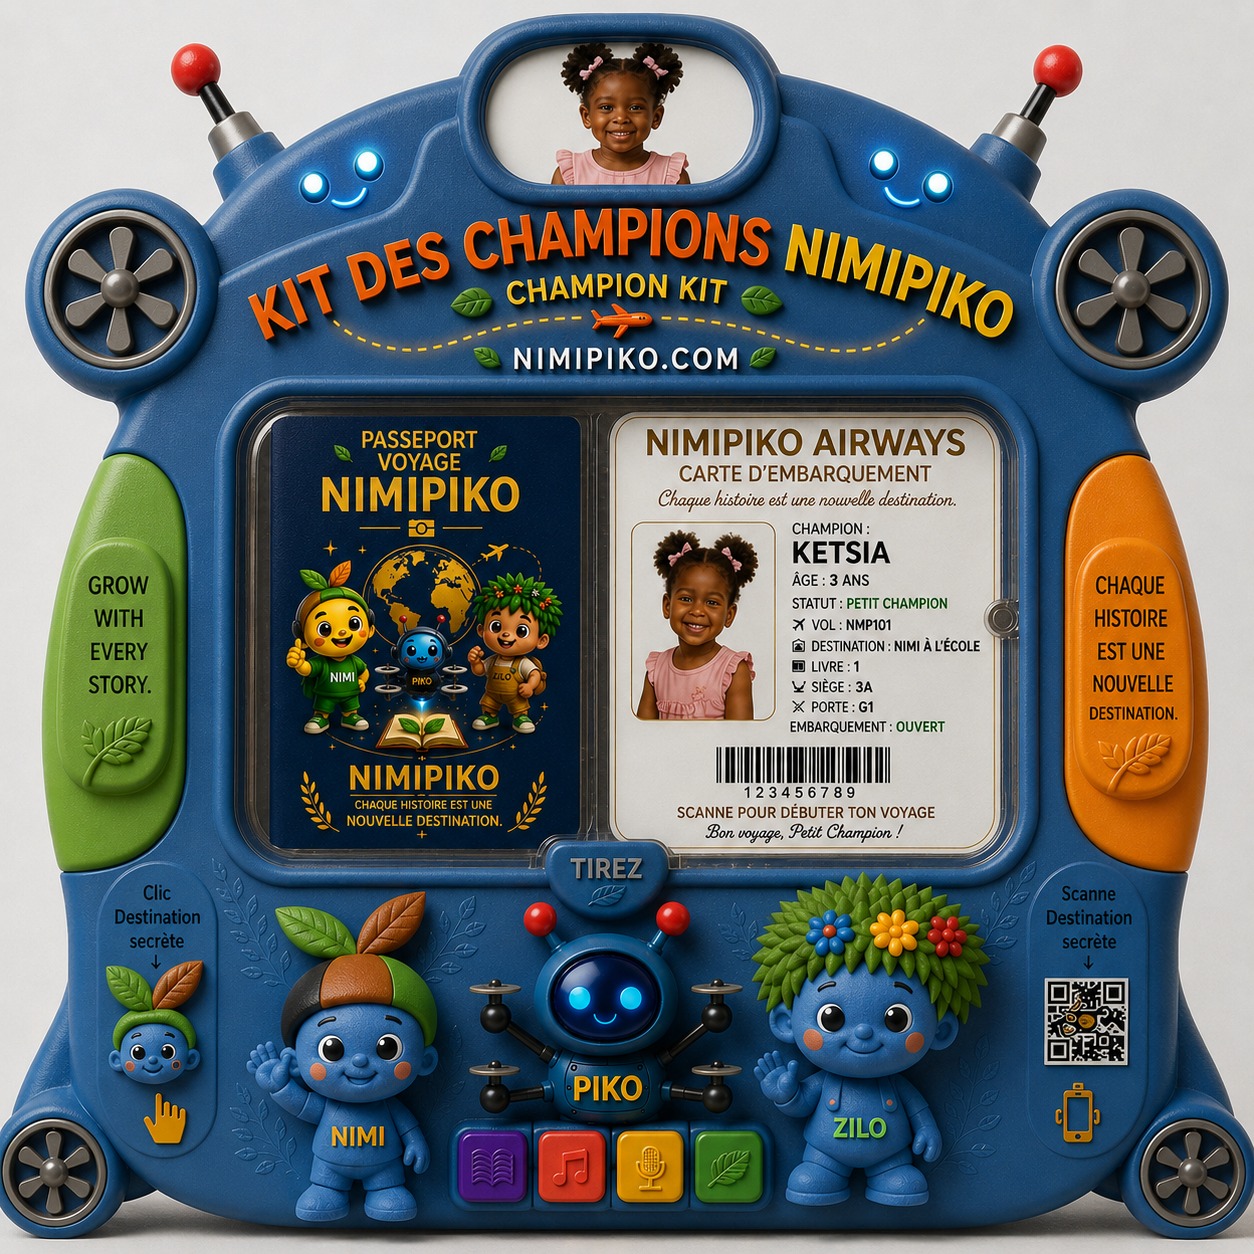 KIT DES CHAMPIONS NIMIPIKO
CHAMPION KIT
NIMIPIKO.COM
PASSEPORT
VOYAGE
NIMIPIKO
NIMI
PIKO
ZILO
NIMIPIKO
CHAQUE HISTOIRE EST UNE
NOUVELLE DESTINATION.
NIMIPIKO AIRWAYS
CARTE D'EMBARQUEMENT
Chaque histoire est une nouvelle destination.
CHAMPION :
KETSIA
ÂGE : 3 ANS
STATUT : PETIT CHAMPION
VOL : NMP101
DESTINATION : NIMI À L'ÉCOLE
LIVRE : 1
SIÈGE : 3A
PORTE : G1
EMBARQUEMENT : OUVERT
123456789
SCANNE POUR DÉBUTER TON VOYAGE
Bon voyage, Petit Champion !
GROW
WITH
EVERY
STORY.
CHAQUE
HISTOIRE
EST UNE
NOUVELLE
DESTINATION.
TIREZ
Clic
Destination
secrète
NIMI
PIKO
ZILO
Scanne
Destination
secrète